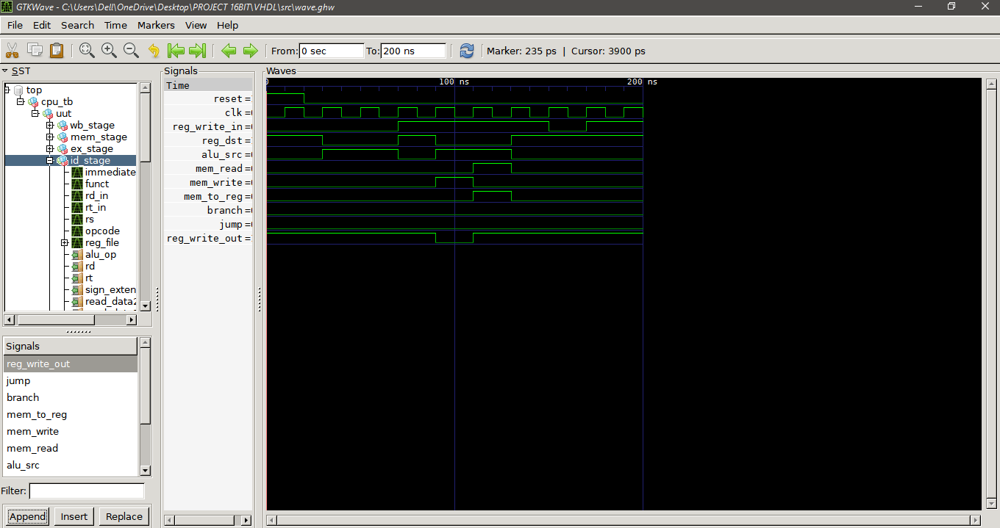 GTKWave - C:\Users\Dell\OneDrive\Desktop\PROJECT 16BIT\VHDL\src\wave.ghw
File Edit Search Time Markers View Help
From: 0 sec To: 200 ns Marker: 235 ps | Cursor: 3900 ps
SST
top
cpu_tb
uut
wb_stage
mem_stage
ex_stage
id_stage
immediate
funct
rd_in
rt_in
rs
opcode
reg_file
alu_op
rd
rt
sign_exten
read_data2
Signals
reg_write_out
jump
branch
mem_to_reg
mem_write
mem_read
alu_src
Filter:
Append Insert Replace
Signals
Time
reset=
clk=
reg_write_in=
reg_dst=
alu_src=
mem_read=
mem_write=
mem_to_reg=
branch=
jump=
reg_write_out=
Waves
100 ns 200 ns